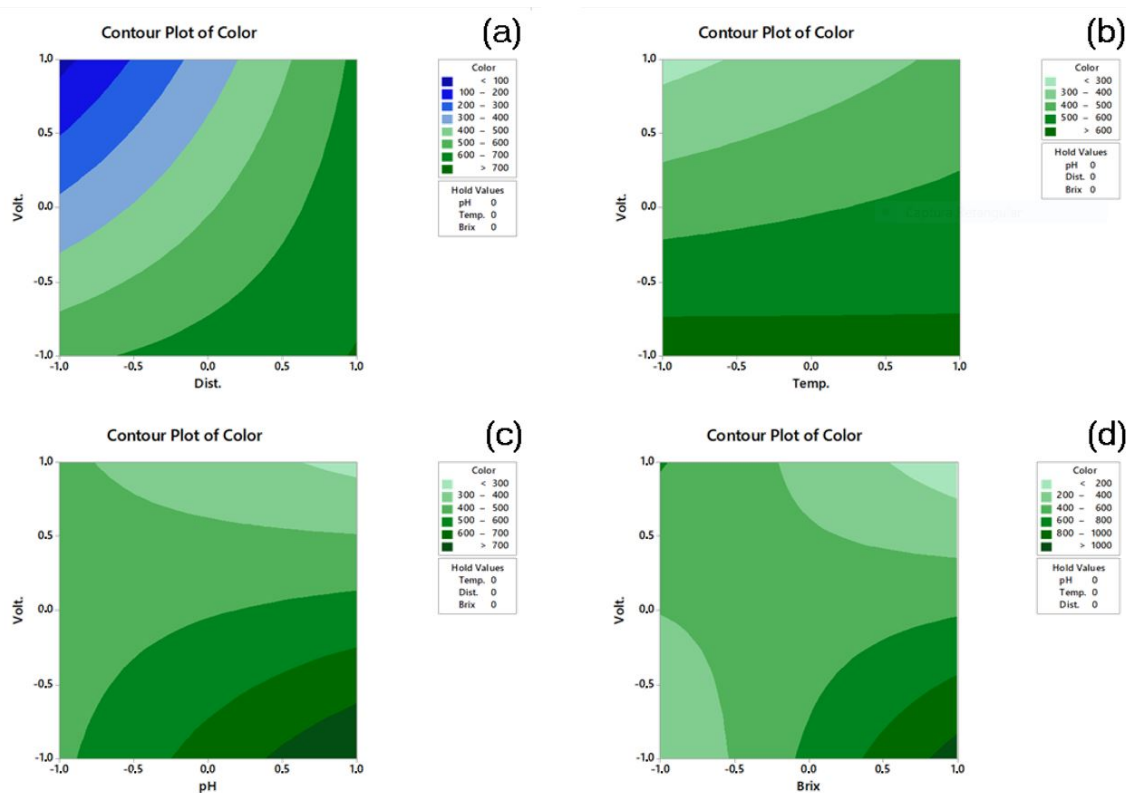 (a)
Contour Plot of Color
1.0
0.5
0.0
-0.5
-1.0
Volt.
-1.0 -0.5 0.0 0.5 1.0
Dist.
Color
< 100
100 – 200
200 – 300
300 – 400
400 – 500
500 – 600
600 – 700
> 700
Hold Values
pH 0
Temp. 0
Brix 0
(b)
Contour Plot of Color
1.0
0.5
0.0
-0.5
-1.0
Volt.
-1.0 -0.5 0.0 0.5 1.0
Temp.
Color
< 300
300 – 400
400 – 500
500 – 600
> 600
Hold Values
pH 0
Dist. 0
Brix 0
(c)
Contour Plot of Color
1.0
0.5
0.0
-0.5
-1.0
Volt.
-1.0 -0.5 0.0 0.5 1.0
pH
Color
< 300
300 – 400
400 – 500
500 – 600
600 – 700
> 700
Hold Values
Temp. 0
Dist. 0
Brix 0
(d)
Contour Plot of Color
1.0
0.5
0.0
-0.5
-1.0
Volt.
-1.0 -0.5 0.0 0.5 1.0
Brix
Color
< 200
200 – 400
400 – 600
600 – 800
800 – 1000
> 1000
Hold Values
pH 0
Temp. 0
Dist. 0